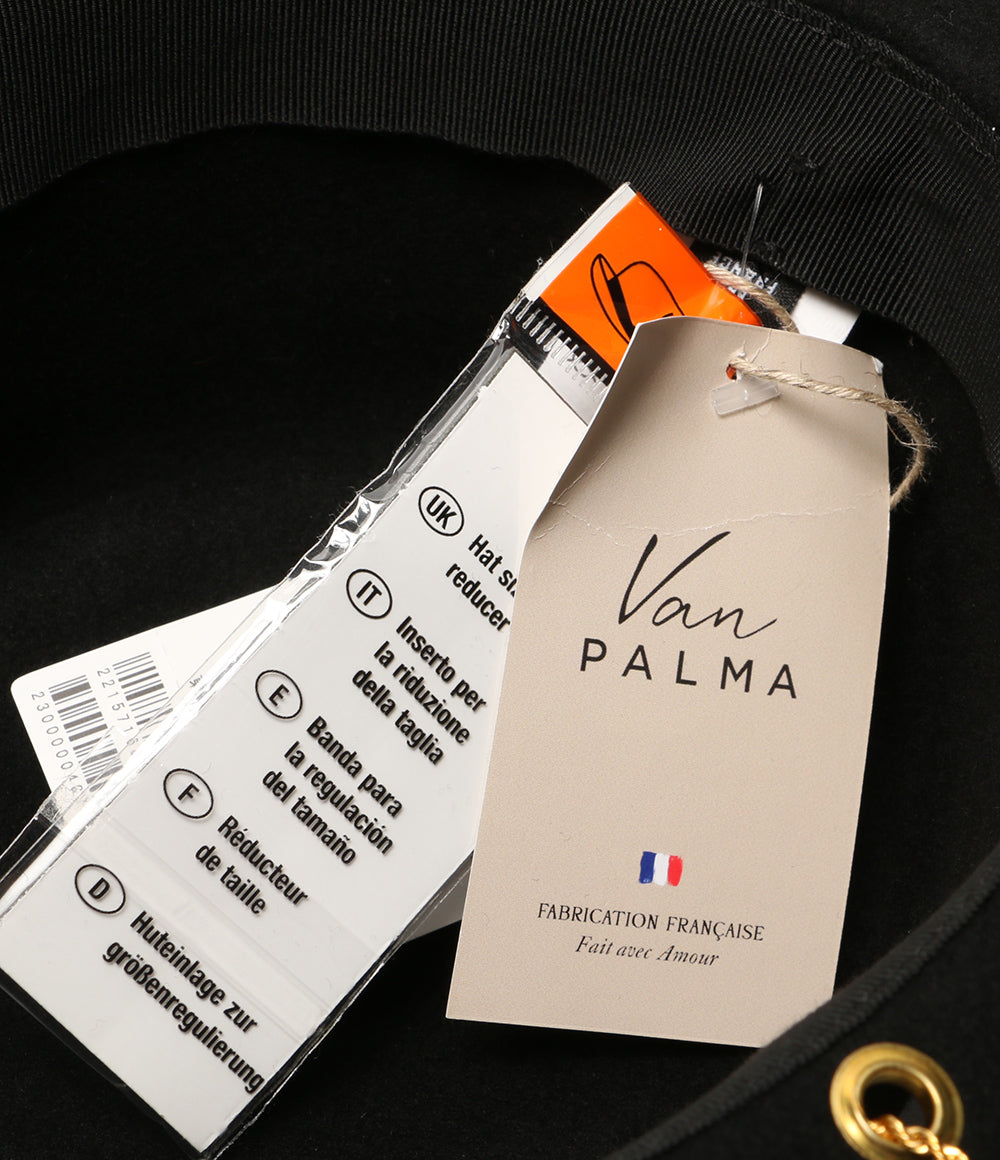 UK
Hat
reducer
IT
Inserto per
la riduzione
della taglia
E
Banda para
la regulación
del tamaño
F
Réducteur
de taille
D
Huteinlage zur
größenregulierung
Van
PALMA
FABRICATION FRANÇAISE
Fait avec Amour